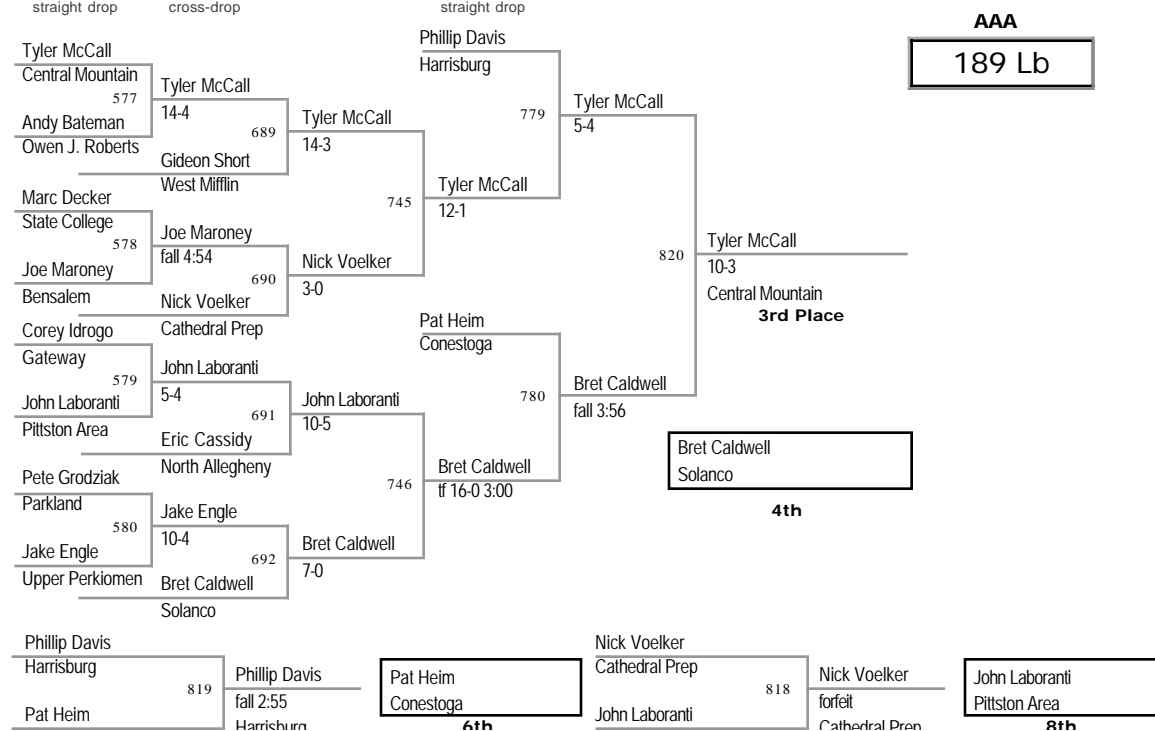 straight drop
cross-drop
straight drop
AAA
189 Lb
Tyler McCall
Central Mountain
577
Andy Bateman
Owen J. Roberts
Tyler McCall
14-4
689
Gideon Short
West Mifflin
Marc Decker
State College
578
Joe Maroney
Bensalem
Joe Maroney
fall 4:54
690
Nick Voelker
Cathedral Prep
Corey Idrogo
Gateway
579
John Laboranti
Pittston Area
John Laboranti
5-4
691
Eric Cassidy
North Allegheny
Pete Grodziak
Parkland
580
Jake Engle
Upper Perkiomen
Jake Engle
10-4
692
Bret Caldwell
Solanco
Tyler McCall
14-3
745
Nick Voelker
3-0
John Laboranti
10-5
746
Bret Caldwell
7-0
Phillip Davis
Harrisburg
779
Tyler McCall
12-1
Pat Heim
Conestoga
780
Bret Caldwell
tf 16-0 3:00
Tyler McCall
5-4
820
Bret Caldwell
fall 3:56
Tyler McCall
10-3
Central Mountain
3rd Place
Bret Caldwell
Solanco
4th
Phillip Davis
Harrisburg
819
Pat Heim
Phillip Davis
fall 2:55
Harrisburg
Pat Heim
Conestoga
6th
Nick Voelker
Cathedral Prep
818
John Laboranti
Nick Voelker
forfeit
Cathedral Prep
John Laboranti
Pittston Area
8th